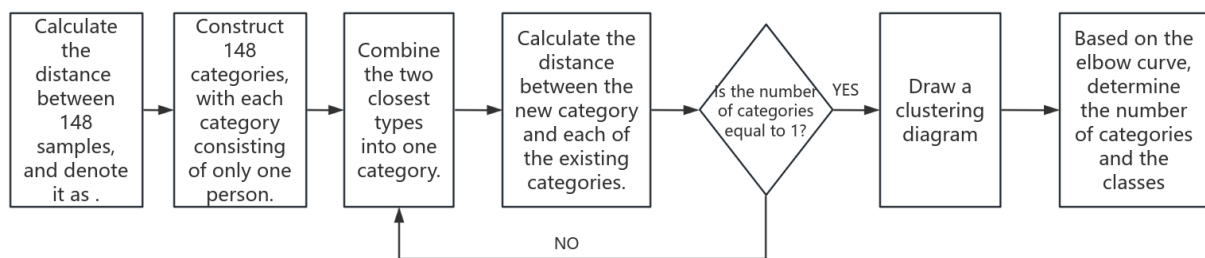 Calculate
the
distance
between
148
samples,
and denote
it as .
Construct
148
categories,
with each
category
consisting
of only one
person.
Combine
the two
closest
types
into one
category.
Calculate the
distance
between the
new category
and each of
the existing
categories.
Is the number
of categories
equal to 1?
YES
NO
Draw a
clustering
diagram
Based on the
elbow curve,
determine
the number
of categories
and the
classes